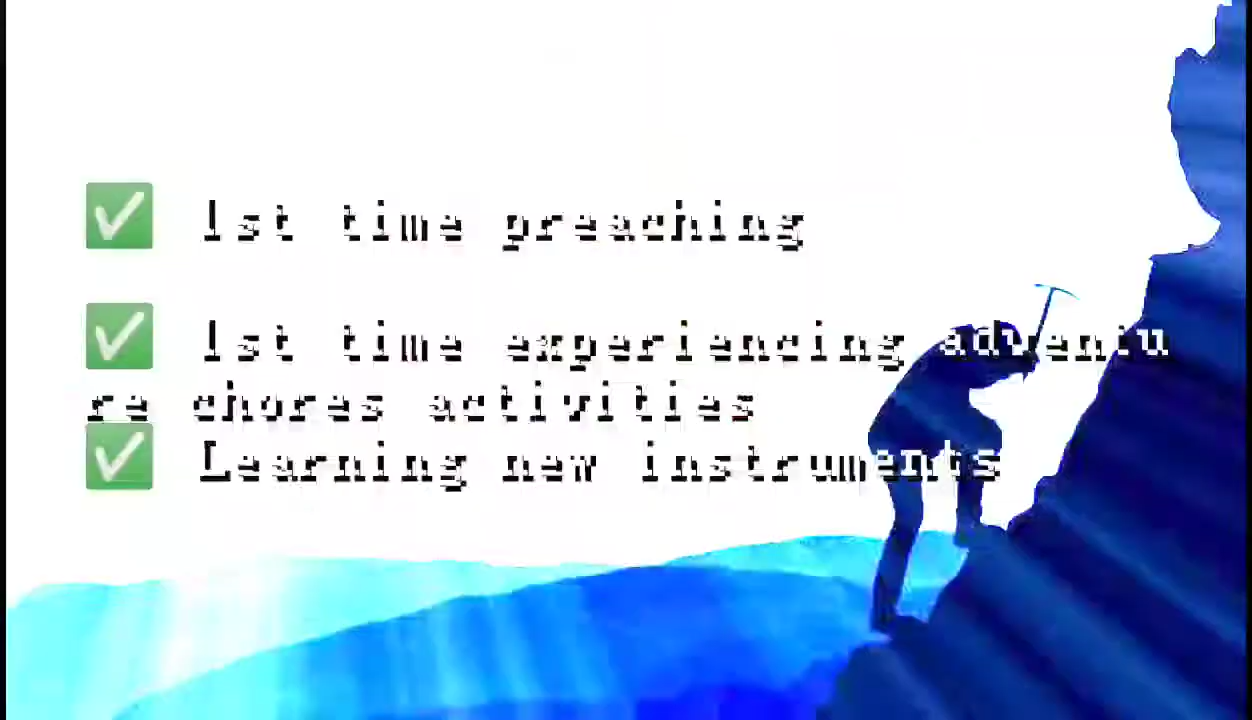 ✅ 1st time preaching
✅ 1st time experiencing adventu
re chores activities
✅ Learning new instruments